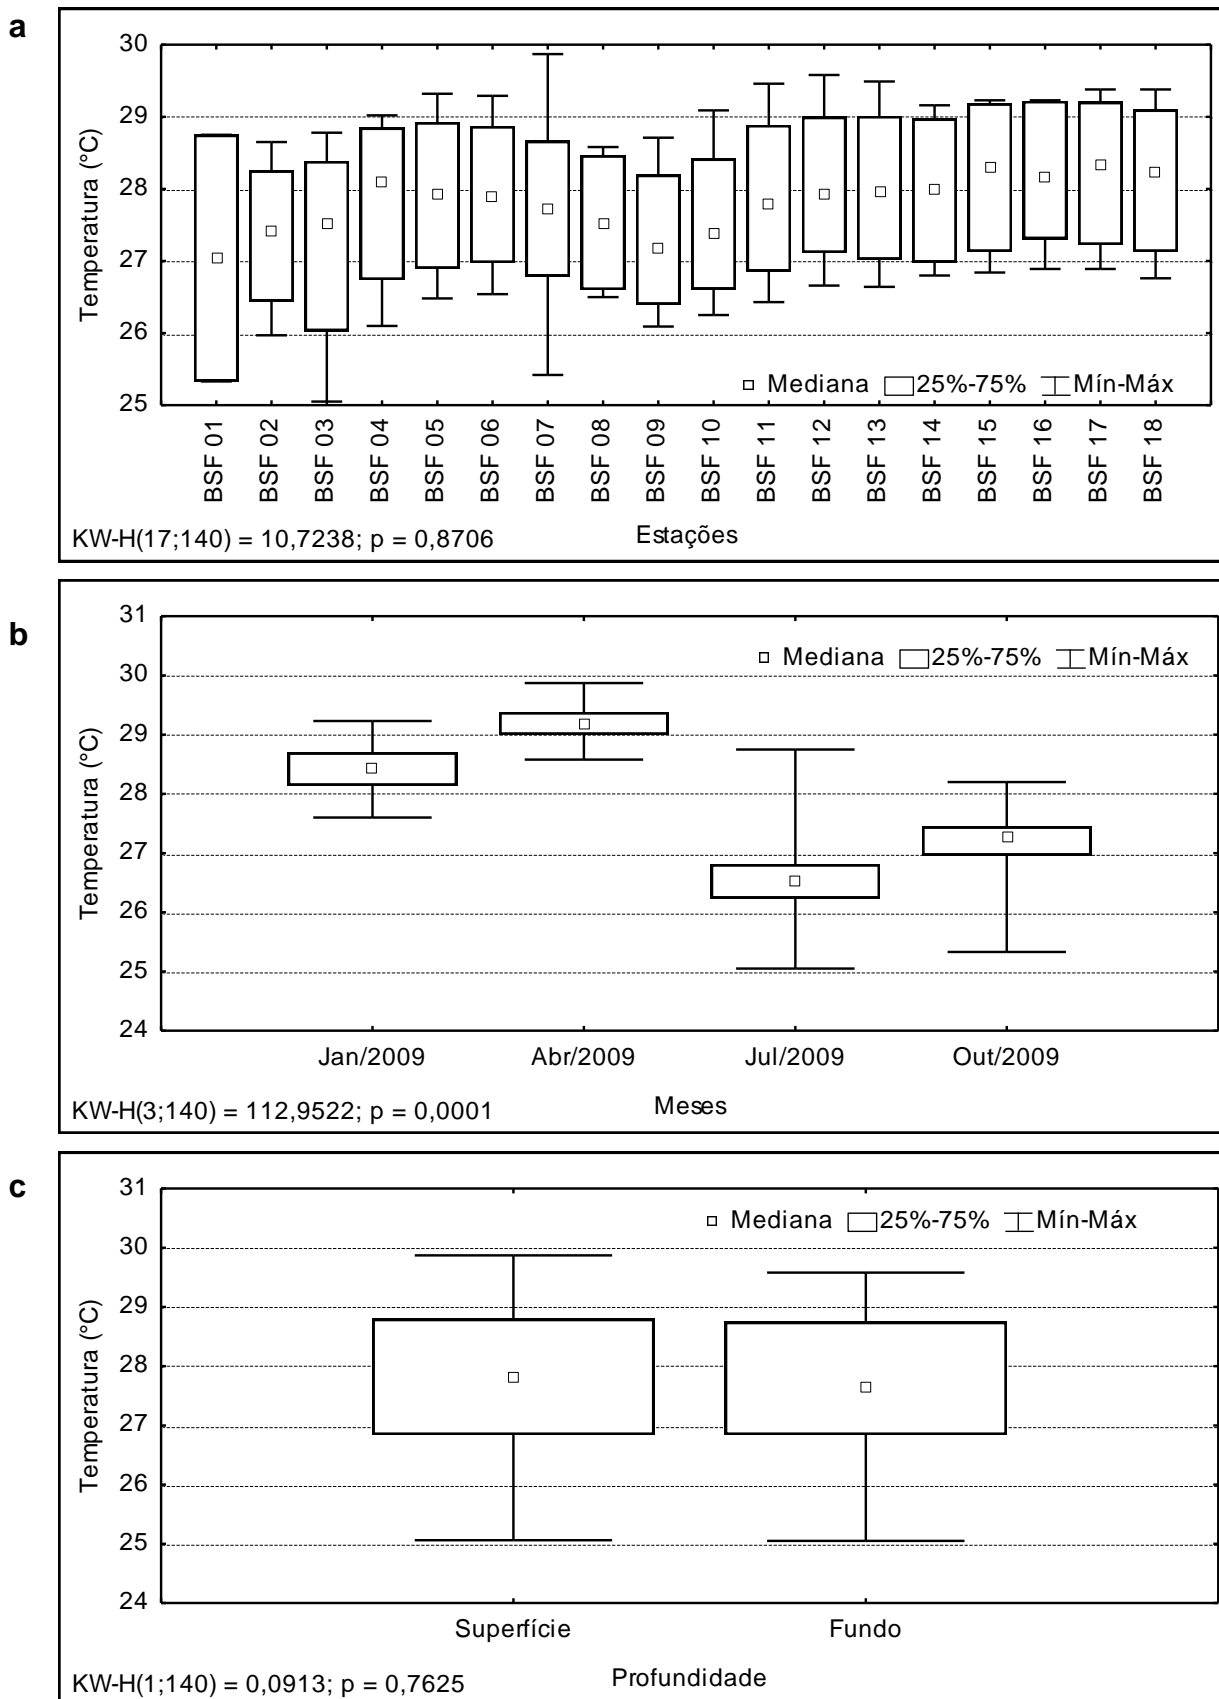 a
30
29
28
27
26
25
Temperatura (°C)
Mediana 25%-75% Mín-Máx
BSF 01
BSF 02
BSF 03
BSF 04
BSF 05
BSF 06
BSF 07
BSF 08
BSF 09
BSF 10
BSF 11
BSF 12
BSF 13
BSF 14
BSF 15
BSF 16
BSF 17
BSF 18
Estações
KW-H(17;140) = 10,7238; p = 0,8706
b
31
30
29
28
27
26
25
24
Temperatura (°C)
Mediana 25%-75% Mín-Máx
Jan/2009 Abr/2009 Jul/2009 Out/2009
Meses
KW-H(3;140) = 112,9522; p = 0,0001
c
31
30
29
28
27
26
25
24
Temperatura (°C)
Mediana 25%-75% Mín-Máx
Superfície Fundo
Profundidade
KW-H(1;140) = 0,0913; p = 0,7625